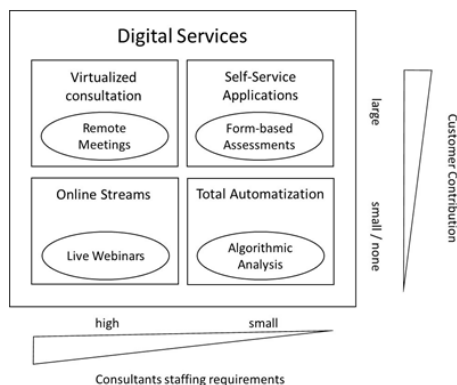 Digital Services
Virtualized
consultation
Remote
Meetings
Self-Service
Applications
Form-based
Assessments
Online Streams
Live Webinars
Total Automatization
Algorithmic
Analysis
large
small / none
Customer Contribution
high
small
Consultants staffing requirements